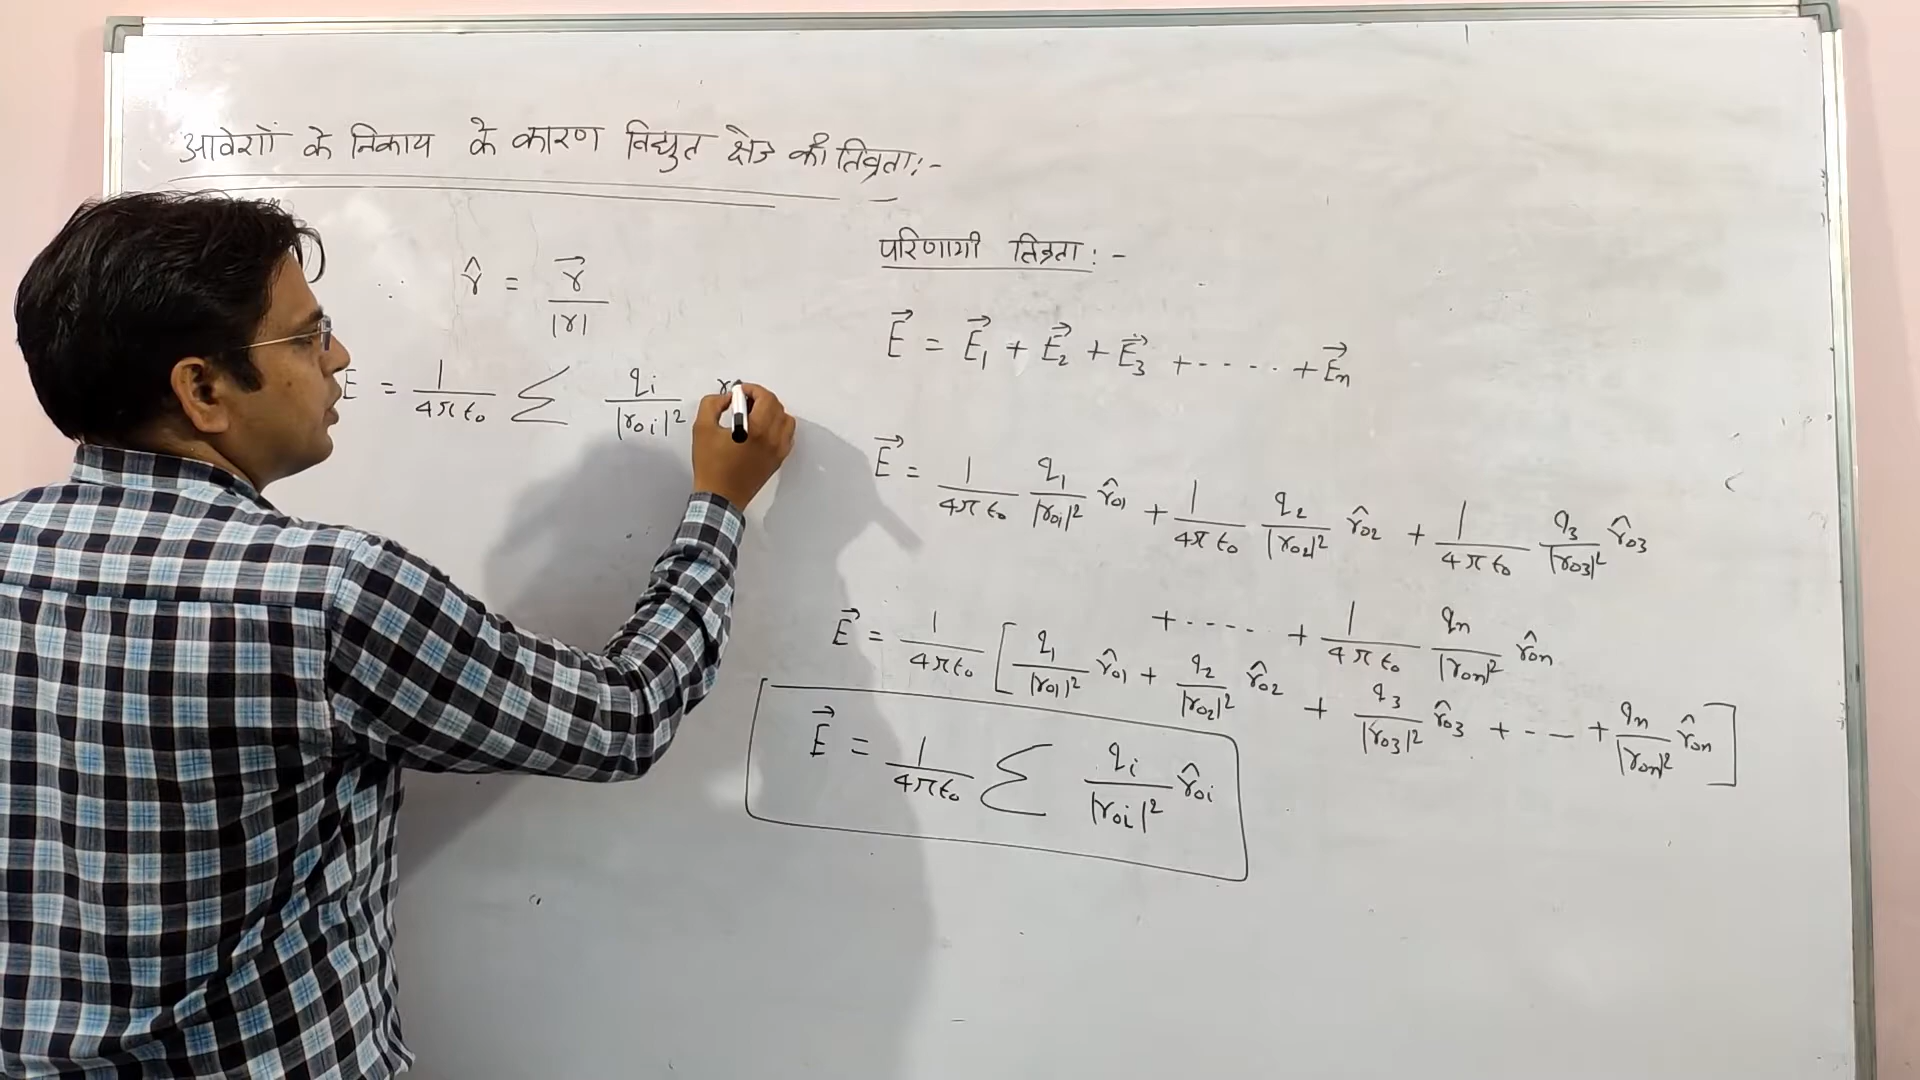 आवेशों के निकाय के कारण विद्युत क्षेत्र की तिव्रता:-
r̂ = r⃗ / |r|
E = 1/4πε₀ Σ qi/|r₀i|² r
परिणामी तिव्रता:-
E⃗ = E⃗₁ + E⃗₂ + E⃗₃ + - - - - + E⃗n
E⃗ = 1/4πε₀ q₁/|r₀₁|² r̂₀₁ + 1/4πε₀ q₂/|r₀₂|² r̂₀₂ + 1/4πε₀ q₃/|r₀₃|² r̂₀₃
+ - - - - + 1/4πε₀ qn/|r₀n|² r̂₀n
E⃗ = 1/4πε₀ [ q₁/|r₀₁|² r̂₀₁ + q₂/|r₀₂|² r̂₀₂ + q₃/|r₀₃|² r̂₀₃ + - - - + qn/|r₀n|² r̂₀n ]
E⃗ = 1/4πε₀ Σ qi/|r₀i|² r̂₀i